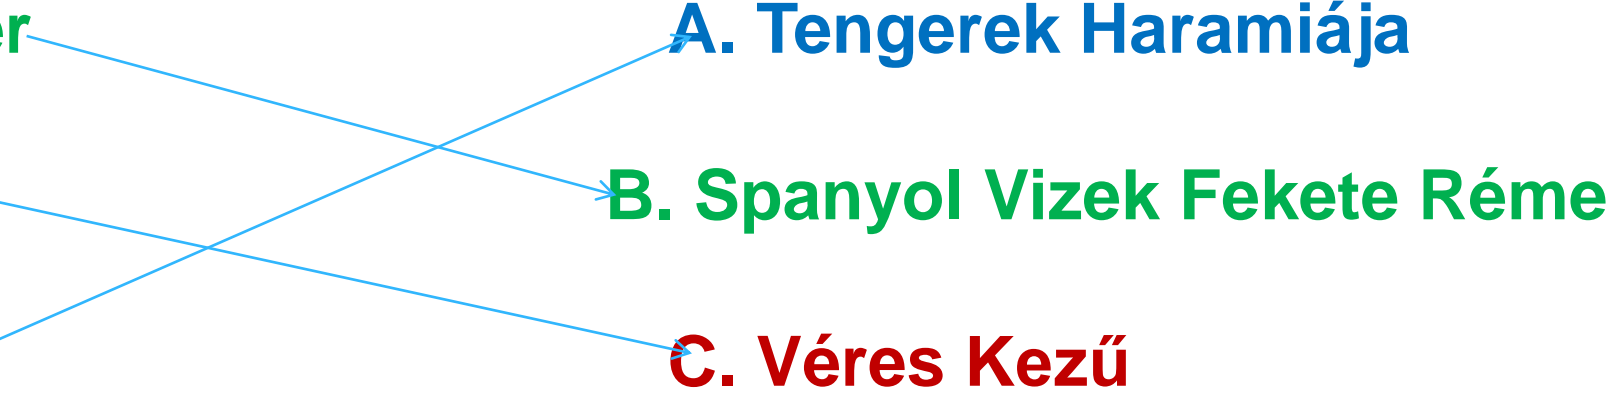 A. Tengerek Haramiája
B. Spanyol Vizek Fekete Réme
C. Véres Kezű